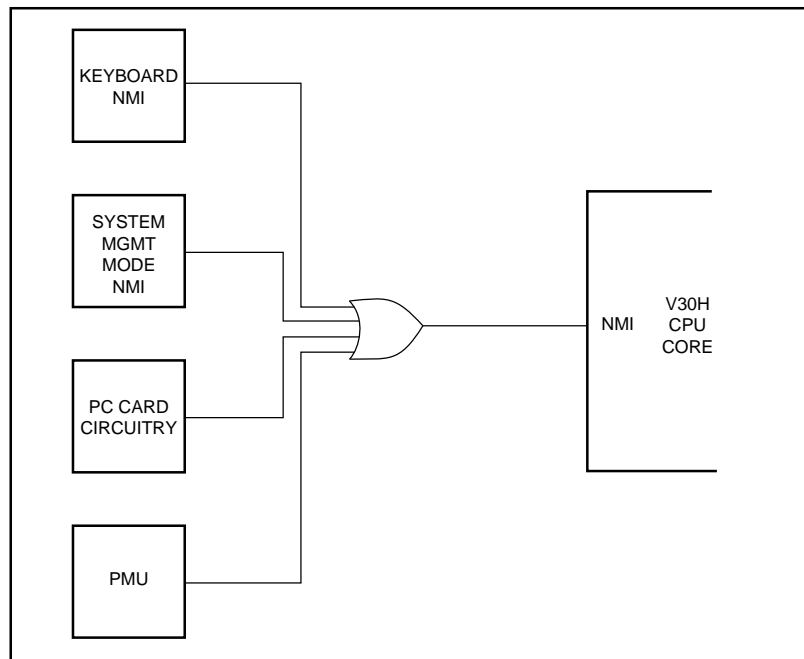 KEYBOARD
NMI
SYSTEM
MGMT
MODE
NMI
PC CARD
CIRCUITRY
PMU
NMI
V30H
CPU
CORE